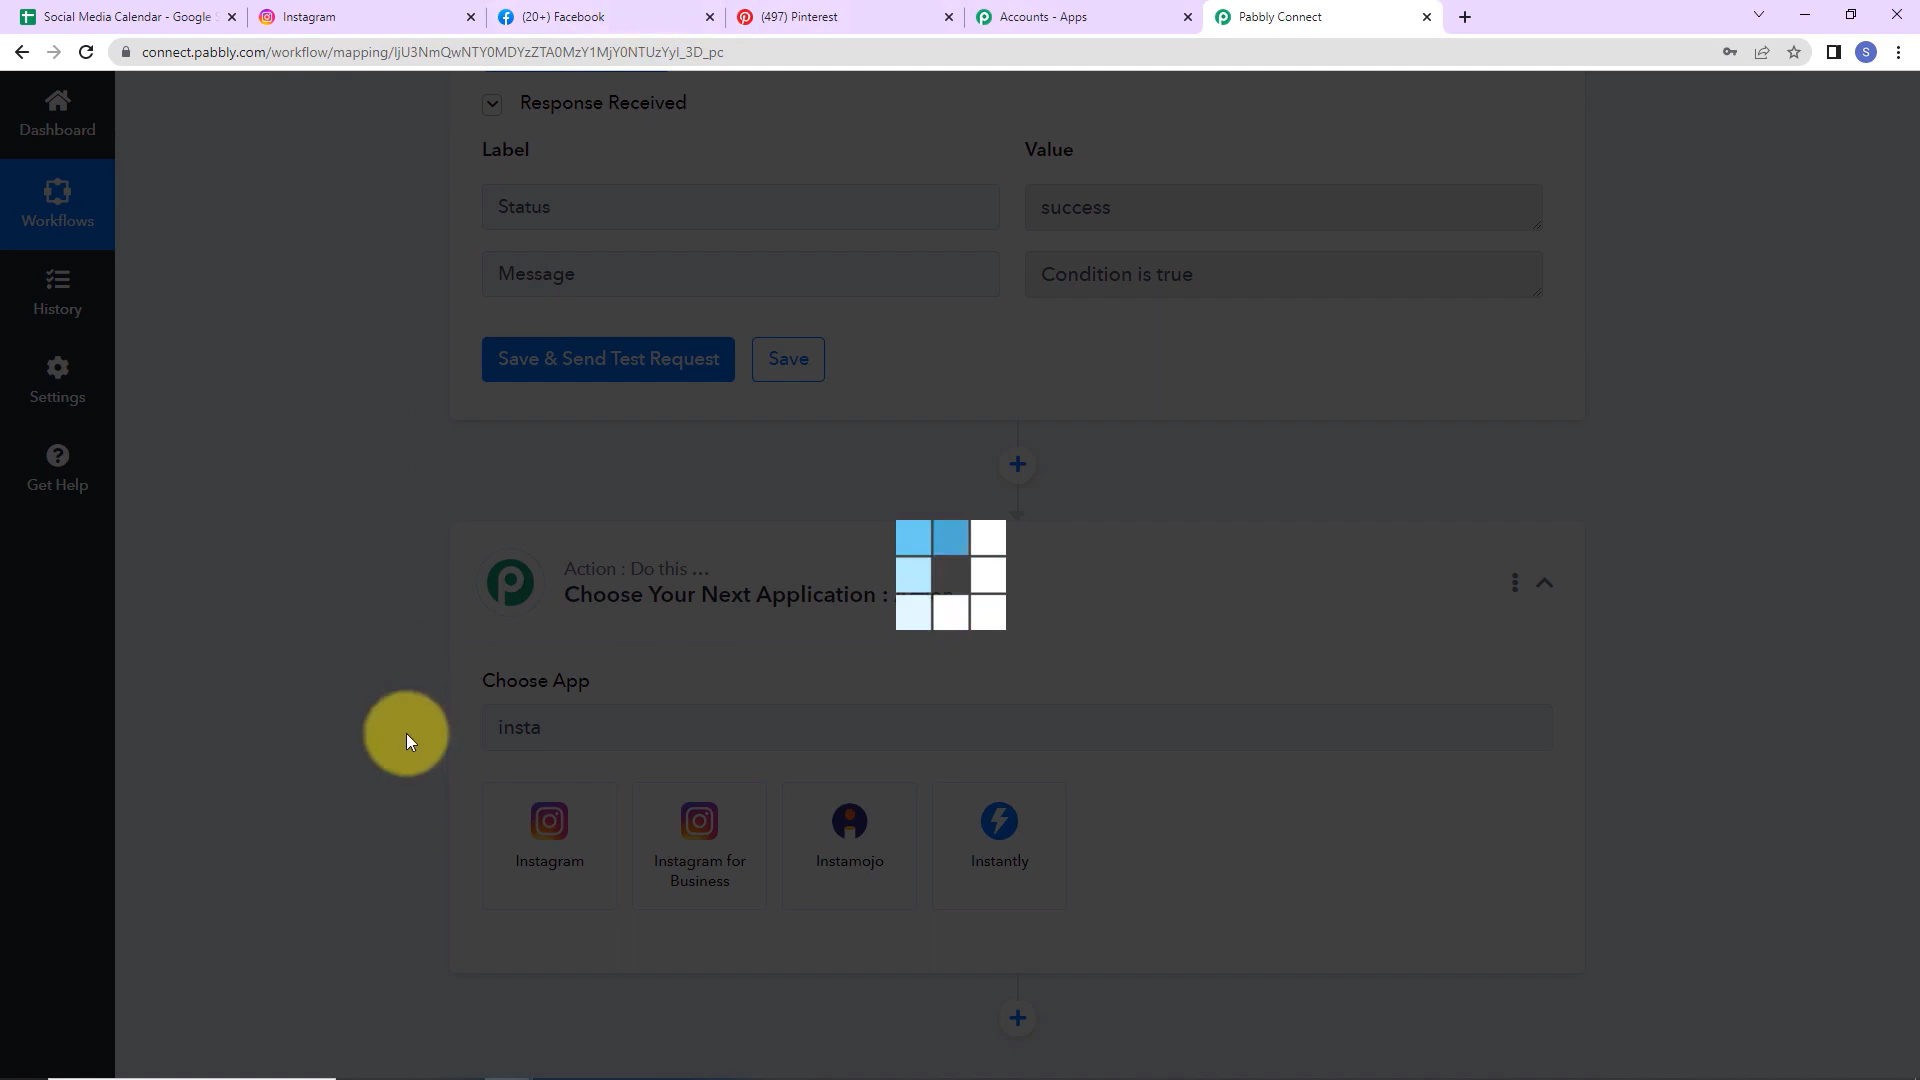 Social Media Calendar - Google S
Instagram
(20+) Facebook
(497) Pinterest
Accounts - Apps
Pabbly Connect
connect.pabbly.com/workflow/mapping/IjU3NmQwNTY0MDYzZTA0MzY1MjY0NTUzYyI_3D_pc
S
Dashboard
Workflows
History
Settings
Get Help
Response Received
Label
Value
Status
success
Message
Condition is true
Save & Send Test Request
Save
Action : Do this ...
Choose Your Next Application :
Choose App
insta
Instagram
Instagram for
Business
Instamojo
Instantly